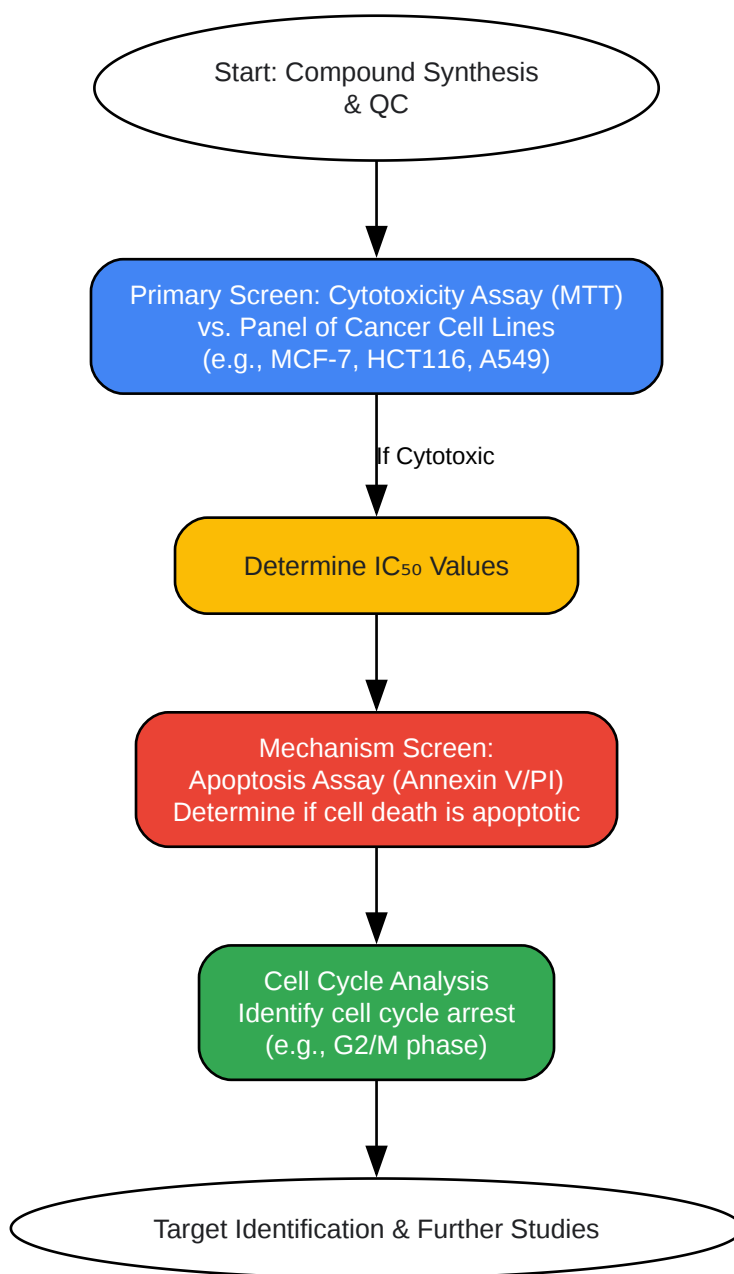 Start: Compound Synthesis
& QC
Primary Screen: Cytotoxicity Assay (MTT)
vs. Panel of Cancer Cell Lines
(e.g., MCF-7, HCT116, A549)
If Cytotoxic
Determine IC₅₀ Values
Mechanism Screen:
Apoptosis Assay (Annexin V/PI)
Determine if cell death is apoptotic
Cell Cycle Analysis
Identify cell cycle arrest
(e.g., G2/M phase)
Target Identification & Further Studies